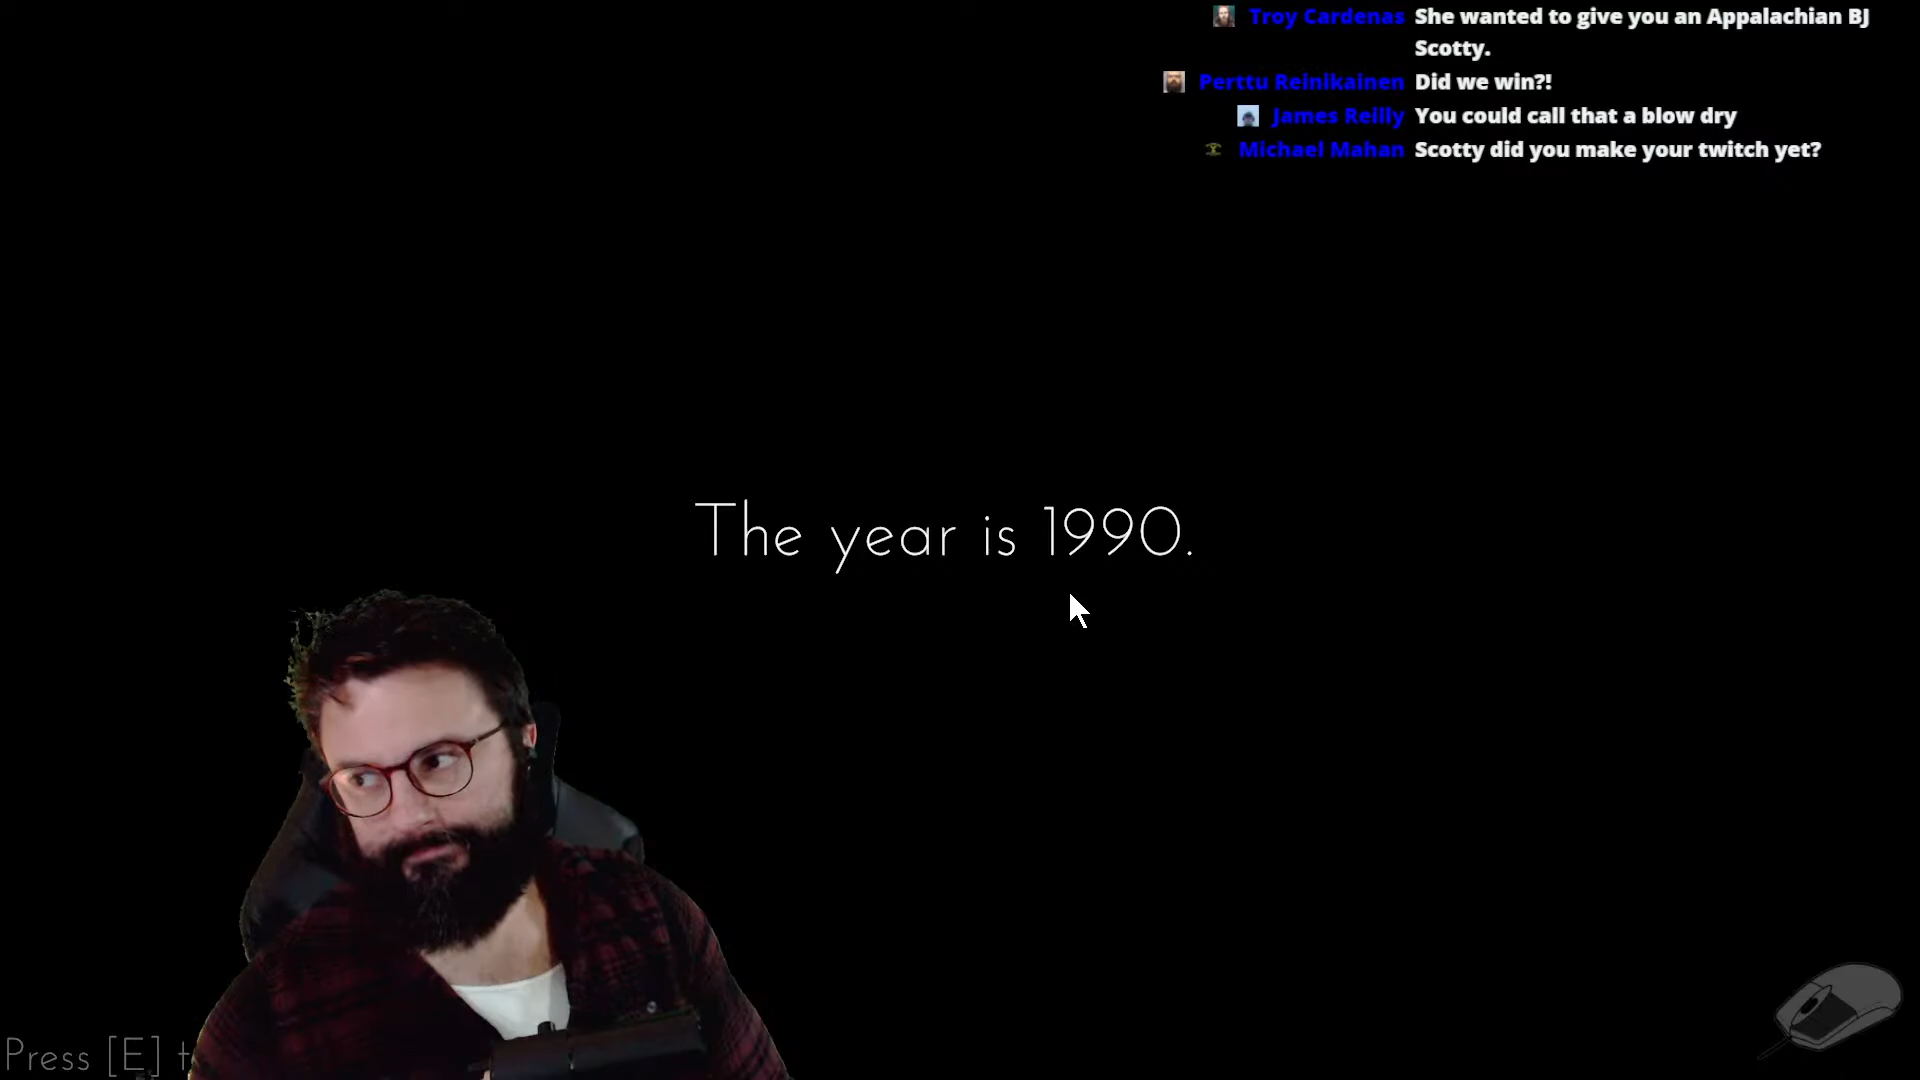 Troy Cardenas She wanted to give you an Appalachian BJ
Scotty.
Perttu Reinikainen Did we win?!
James Reilly You could call that a blow dry
Michael Mahan Scotty did you make your twitch yet?
The year is 1990.
Press [E] t